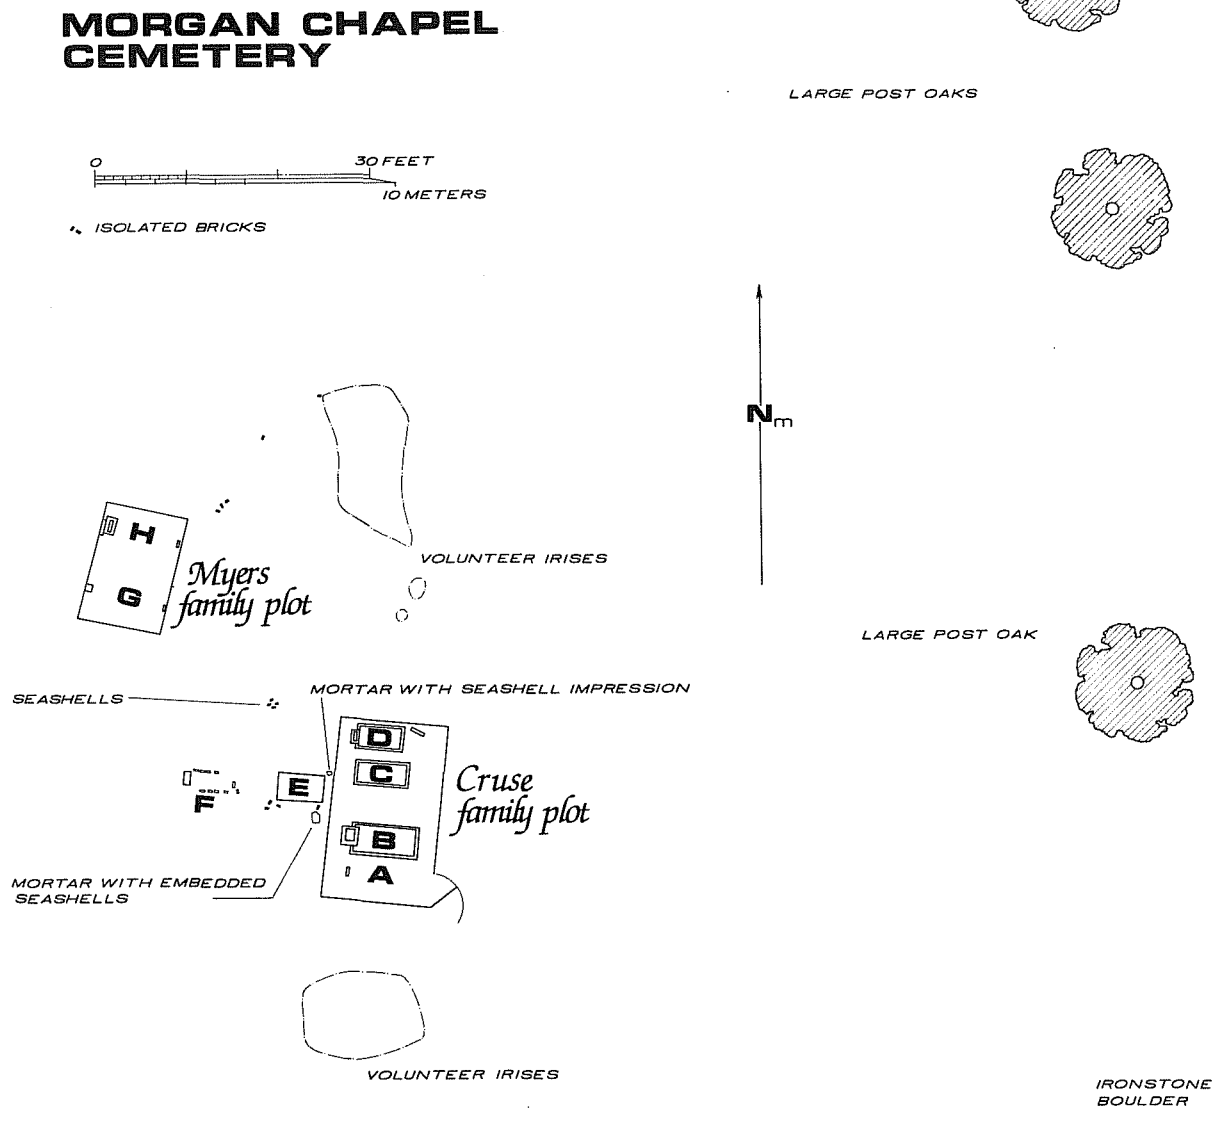 MORGAN CHAPEL
CEMETERY
LARGE POST OAKS
0
30 FEET
10 METERS
ISOLATED BRICKS
Nm
H
G
Myers
family plot
VOLUNTEER IRISES
LARGE POST OAK
SEASHELLS
MORTAR WITH SEASHELL IMPRESSION
D
C
E
F
B
A
Cruse
family plot
MORTAR WITH EMBEDDED
SEASHELLS
VOLUNTEER IRISES
IRONSTONE
BOULDER